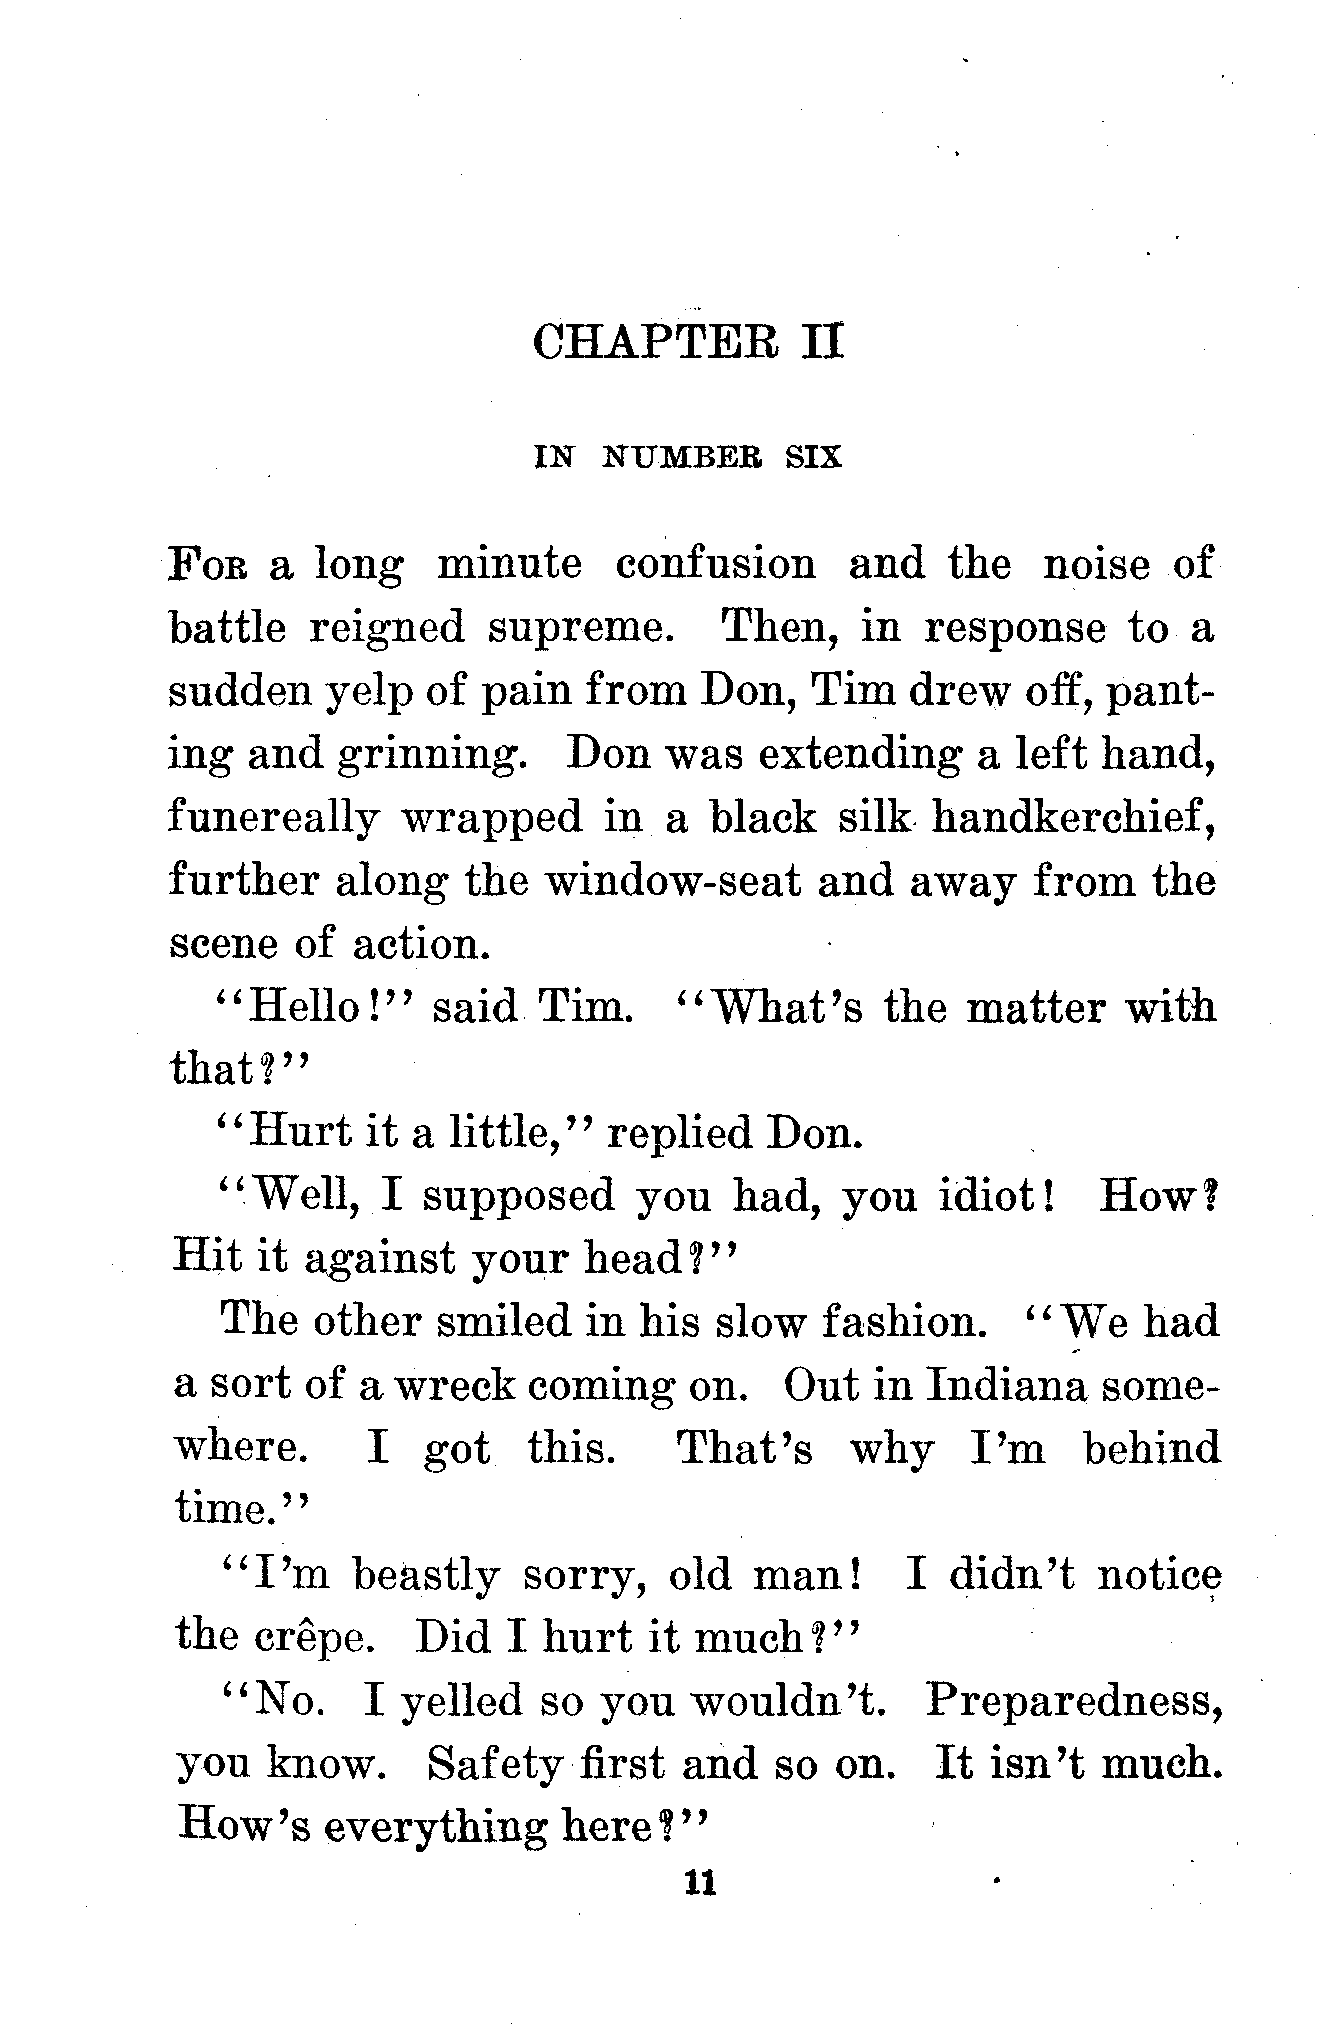 CHAPTER II
IN NUMBER SIX
FOR a long minute confusion and the noise of
battle reigned supreme. Then, in response to a
sudden yelp of pain from Don, Tim drew off, pant-
ing and grinning. Don was extending a left hand,
funereally wrapped in a black silk handkerchief,
further along the window-seat and away from the
scene of action.
"Hello!" said Tim. "What's the matter with
that?"
"Hurt it a little," replied Don.
"Well, I supposed you had, you idiot! How?
Hit it against your head?"
The other smiled in his slow fashion. "We had
a sort of a wreck coming on. Out in Indiana some-
where. I got this. That's why I'm behind
time."
"I'm beastly sorry, old man! I didn't notice
the crêpe. Did I hurt it much?"
"No. I yelled so you wouldn't. Preparedness,
you know. Safety first and so on. It isn't much.
How's everything here?"
11